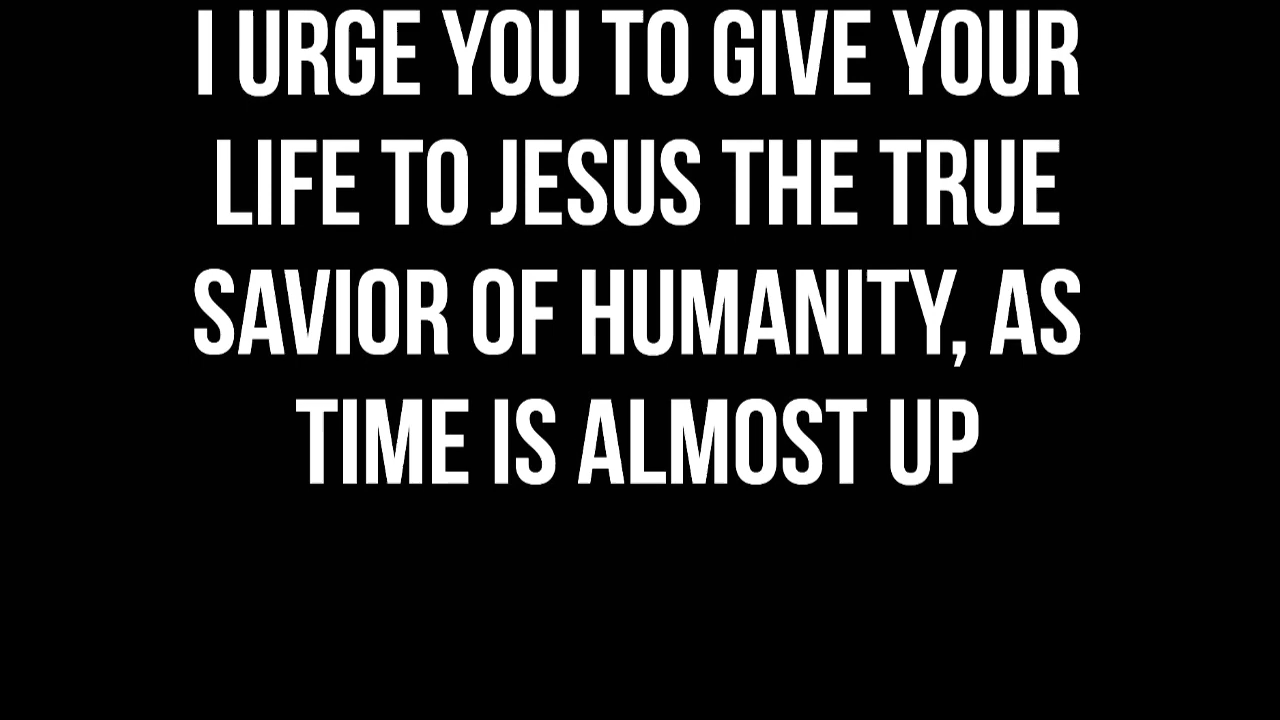 I URGE YOU TO GIVE YOUR
LIFE TO JESUS THE TRUE
SAVIOR OF HUMANITY, AS
TIME IS ALMOST UP